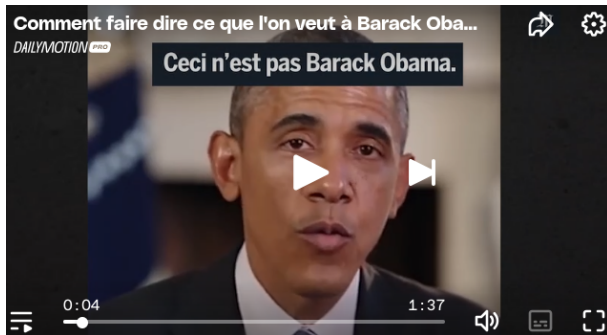 Comment faire dire ce que l'on veut à Barack Oba...
DAILYMOTION PRO
Ceci n'est pas Barack Obama.
0:04
1:37